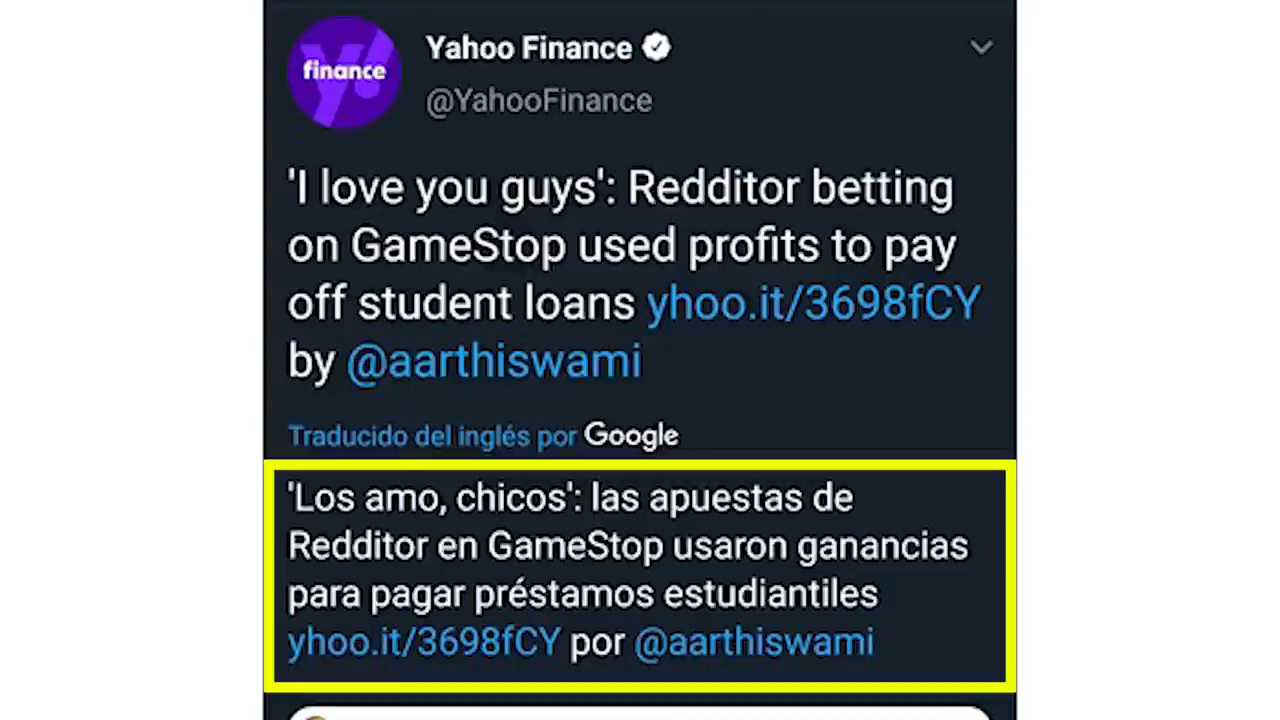 finance
Yahoo Finance
@YahooFinance
'I love you guys': Redditor betting
on GameStop used profits to pay
off student loans yhoo.it/3698fCY
by @aarthiswami
Traducido del inglés por Google
'Los amo, chicos': las apuestas de
Redditor en GameStop usaron ganancias
para pagar préstamos estudiantiles
yhoo.it/3698fCY por @aarthiswami